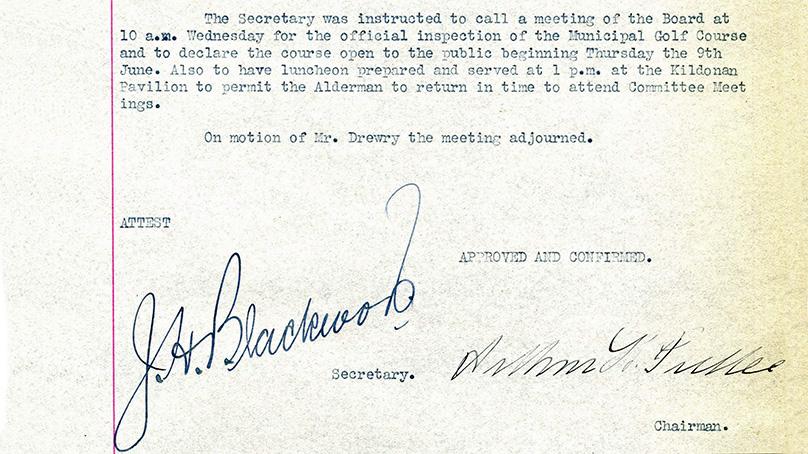 The Secretary was instructed to call a meeting of the Board at
10 a.m. Wednesday for the official inspection of the Municipal Golf Course
and to declare the course open to the public beginning Thursday the 9th
June. Also to have luncheon prepared and served at 1 p.m. at the Kildonan
Pavilion to permit the Alderman to return in time to attend Committee Meet
ings.
On motion of Mr. Drewry the meeting adjourned.
ATTEST
APPROVED AND CONFIRMED.
J.H. Blackwood
Secretary.
Arthur
Chairman.